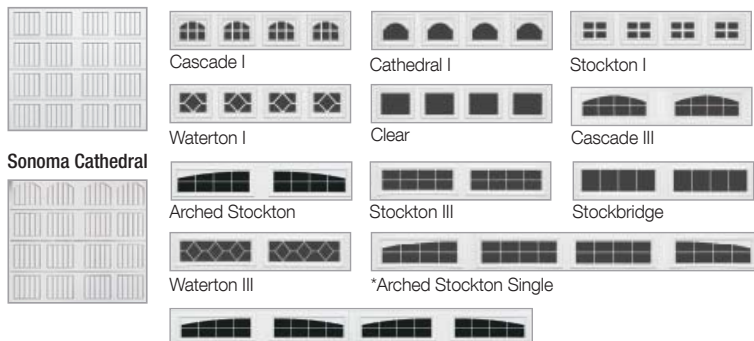 Cascade I
Cathedral I
Stockton I
Waterton I
Clear
Cascade III
Sonoma Cathedral
Arched Stockton
Stockton III
Stockbridge
Waterton III
*Arched Stockton Single